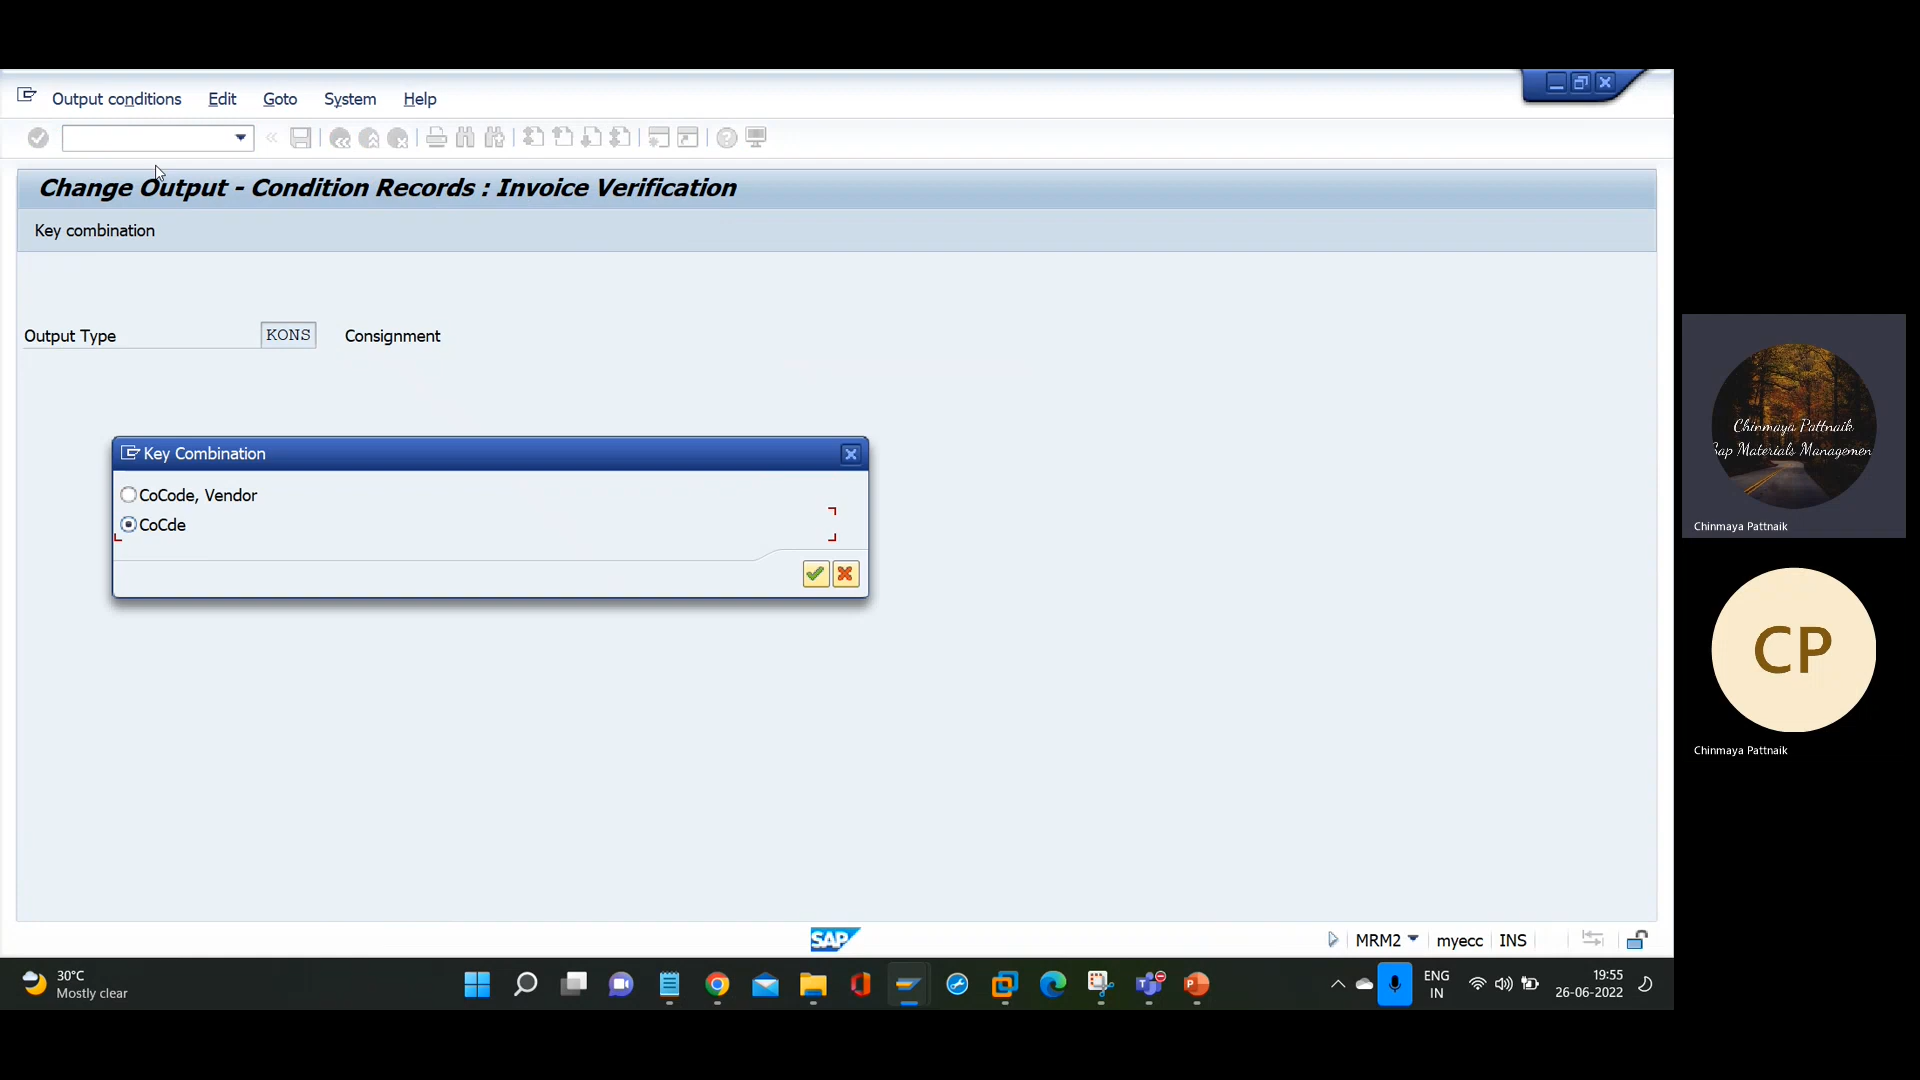 Output conditions Edit Goto System Help
Change Output - Condition Records : Invoice Verification
Key combination
Output Type KONS Consignment
Key Combination
CoCode, Vendor
CoCde
SAP
MRM2 myecc INS
30°C
Mostly clear
ENG
IN
19:55
26-06-2022
Chinmaya Pattnaik
Sap Materials Managemen
Chinmaya Pattnaik
CP
Chinmaya Pattnaik